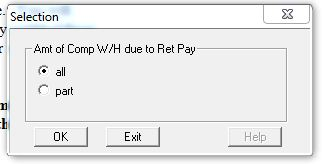 Selection
Amt of Comp W/H due to Ret Pay
all
part
OK
Exit
Help